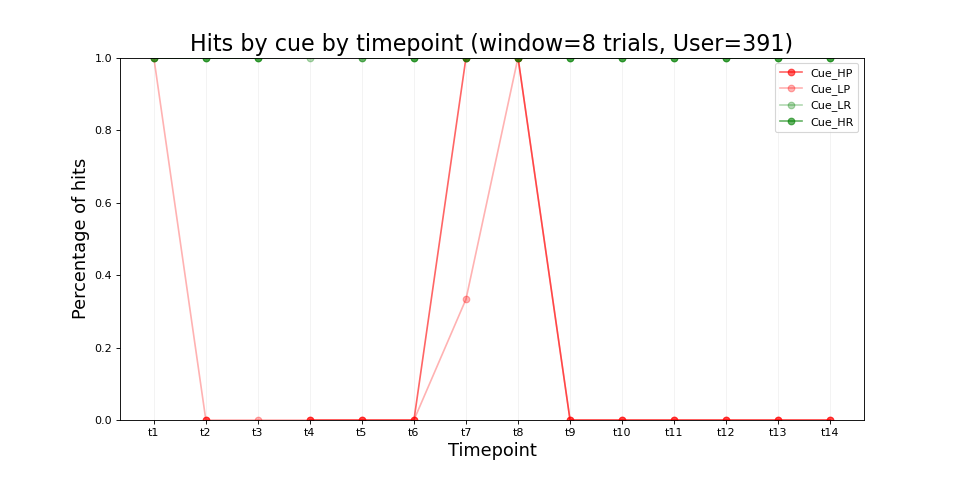 Hits by cue by timepoint (window=8 trials, User=391)
Percentage of hits
1.0
0.8
0.6
0.4
0.2
0.0
Cue_HP
Cue_LP
Cue_LR
Cue_HR
t1 t2 t3 t4 t5 t6 t7 t8 t9 t10 t11 t12 t13 t14
Timepoint